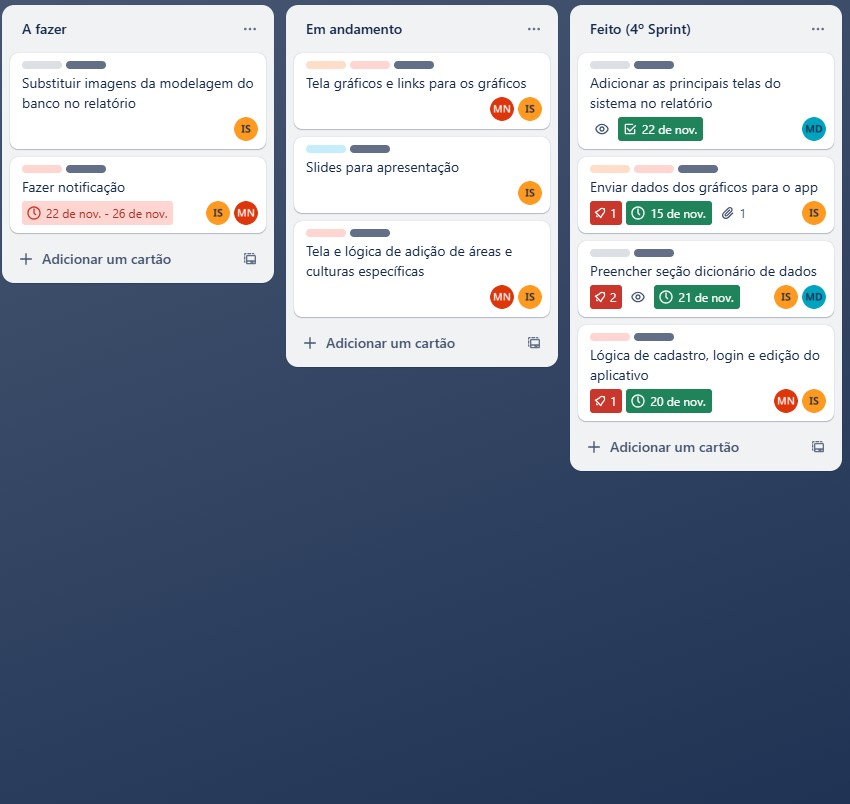 A fazer
Substituir imagens da modelagem do
banco no relatório
IS
Fazer notificação
22 de nov. - 26 de nov.
IS MN
Adicionar um cartão
Em andamento
Tela gráficos e links para os gráficos
MN IS
Slides para apresentação
IS
Tela e lógica de adição de áreas e
culturas específicas
MN IS
Adicionar um cartão
Feito (4º Sprint)
Adicionar as principais telas do
sistema no relatório
22 de nov. MD
Enviar dados dos gráficos para o app
1 15 de nov. 1 IS
Preencher seção dicionário de dados
2 21 de nov. IS MD
Lógica de cadastro, login e edição do
aplicativo
1 20 de nov. MN IS
Adicionar um cartão